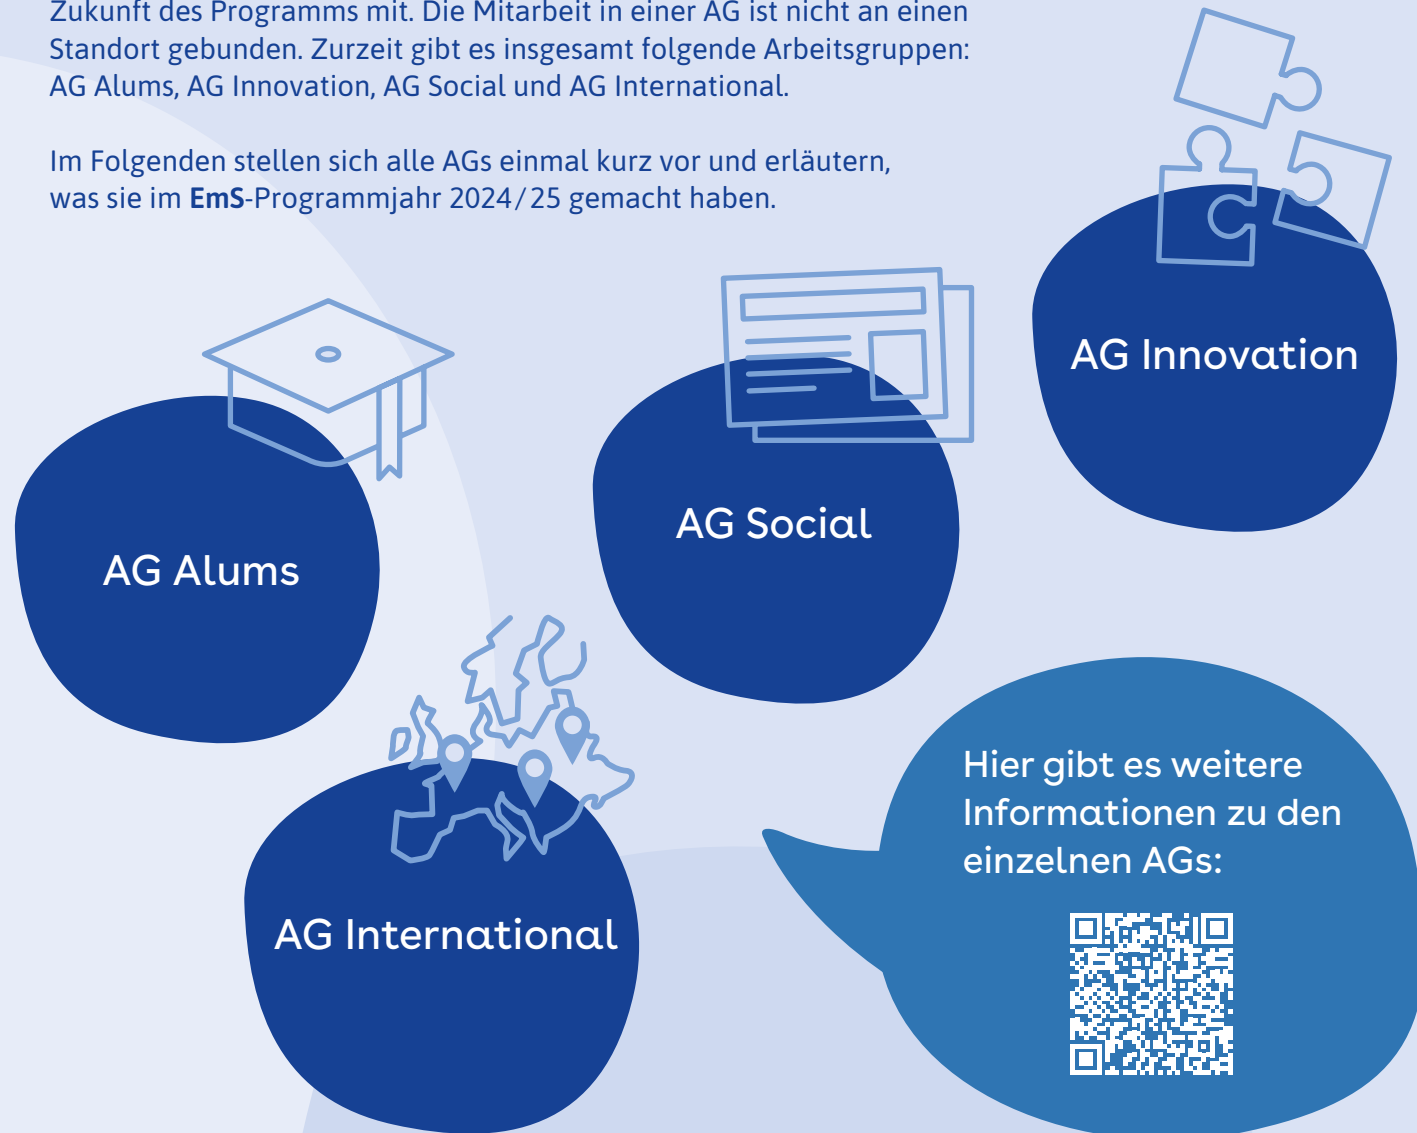 Zukunft des Programms mit. Die Mitarbeit in einer AG ist nicht an einen
Standort gebunden. Zurzeit gibt es insgesamt folgende Arbeitsgruppen:
AG Alums, AG Innovation, AG Social und AG International.
Im Folgenden stellen sich alle AGs einmal kurz vor und erläutern,
was sie im EmS-Programmjahr 2024/25 gemacht haben.
AG Innovation
AG Social
AG Alums
AG International
Hier gibt es weitere
Informationen zu den
einzelnen AGs: